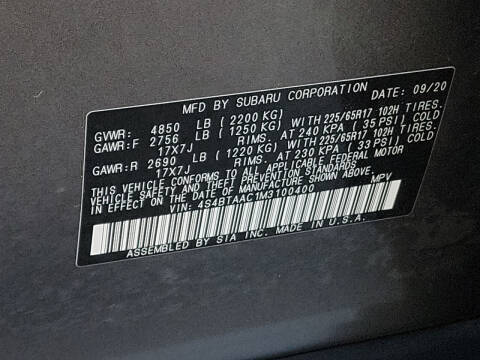 MFD BY SUBARU CORPORATION DATE: 09/20
GVWR: 4850 LB (2200 KG)
GAWR:F 2756 LB (1250 KG) WITH 225/65R17 102H TIRES.
17X7J RIMS. AT 240 KPA (35 PSI) COLD
GAWR:R 2690 LB (1220 KG) WITH 225/65R17 102H TIRES.
17X7J RIMS. AT 230 KPA (33 PSI) COLD
THIS VEHICLE CONFORMS TO ALL APPLICABLE FEDERAL MOTOR
VEHICLE SAFETY AND THEFT PREVENTION STANDARDS IN
EFFECT ON THE DATE OF MANUFACTURE SHOWN ABOVE.
VIN: 4S4BTAAC1M3100400 MPV
ASSEMBLED BY SIA INC. MADE IN U.S.A.